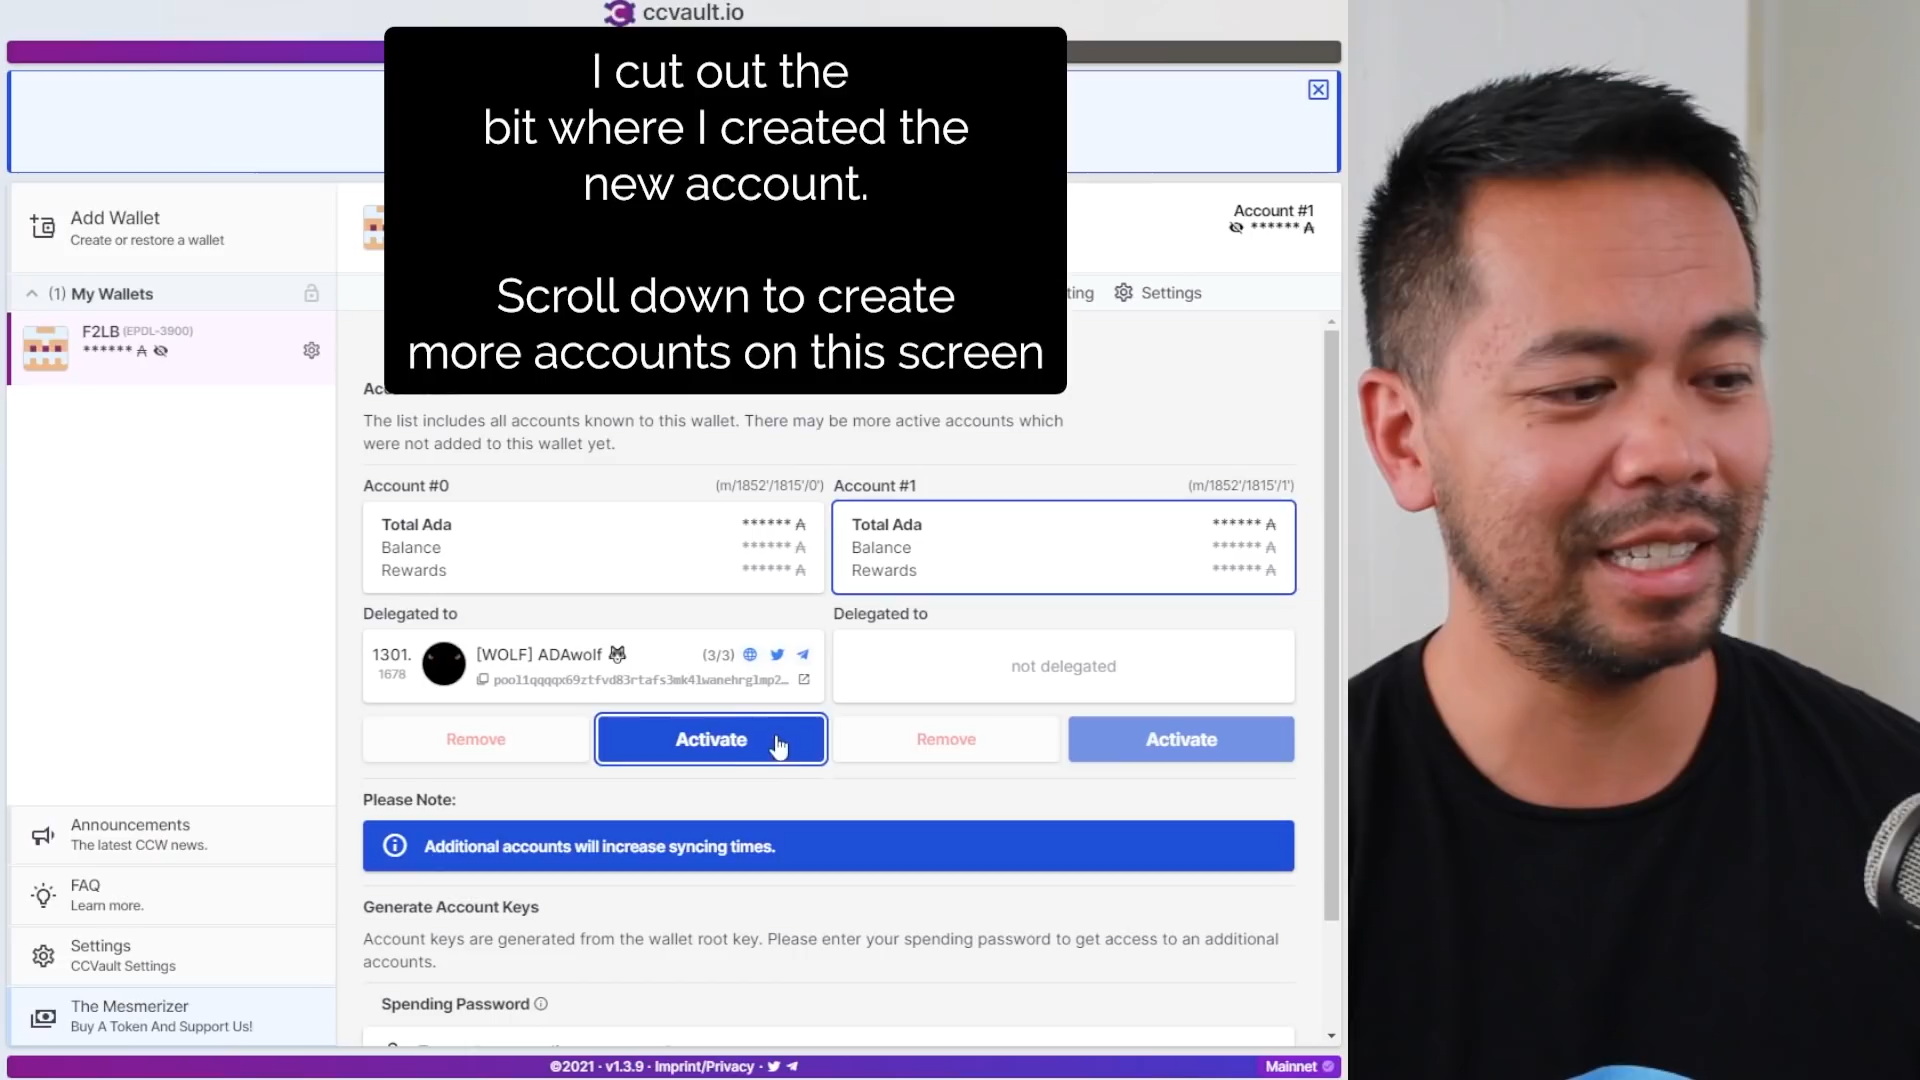 ccvault.io
I cut out the
bit where I created the
new account.
Scroll down to create
more accounts on this screen
Add Wallet
Create or restore a wallet
Account #1
****** ₳
(1) My Wallets
Settings
F2LB (EPDL-3900)
****** ₳
The list includes all accounts known to this wallet. There may be more active accounts which
were not added to this wallet yet.
Account #0 (m/1852'/1815'/0') Account #1 (m/1852'/1815'/1')
Total Ada ****** ₳ Total Ada ****** ₳
Balance ****** ₳ Balance ****** ₳
Rewards ****** ₳ Rewards ****** ₳
Delegated to Delegated to
1301. [WOLF] ADAwolf 🐺 (3/3)
1678 pool1qqqqx69ztfvd83rtafs3mk4lwanehrglmp2…
not delegated
Remove Activate Remove Activate
Please Note:
Additional accounts will increase syncing times.
Generate Account Keys
Account keys are generated from the wallet root key. Please enter your spending password to get access to an additional
accounts.
Spending Password
Announcements
The latest CCW news.
FAQ
Learn more.
Settings
CCVault Settings
The Mesmerizer
Buy A Token And Support Us!
©2021 · v1.3.9 · Imprint/Privacy ·
Mainnet